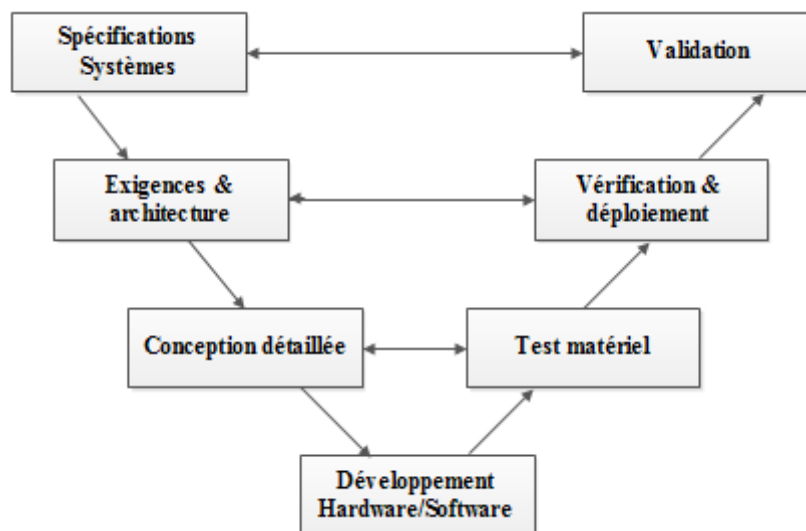 Spécifications
Systèmes
Validation
Exigences &
architecture
Vérification &
déploiement
Conception détaillée
Test matériel
Développement
Hardware/Software